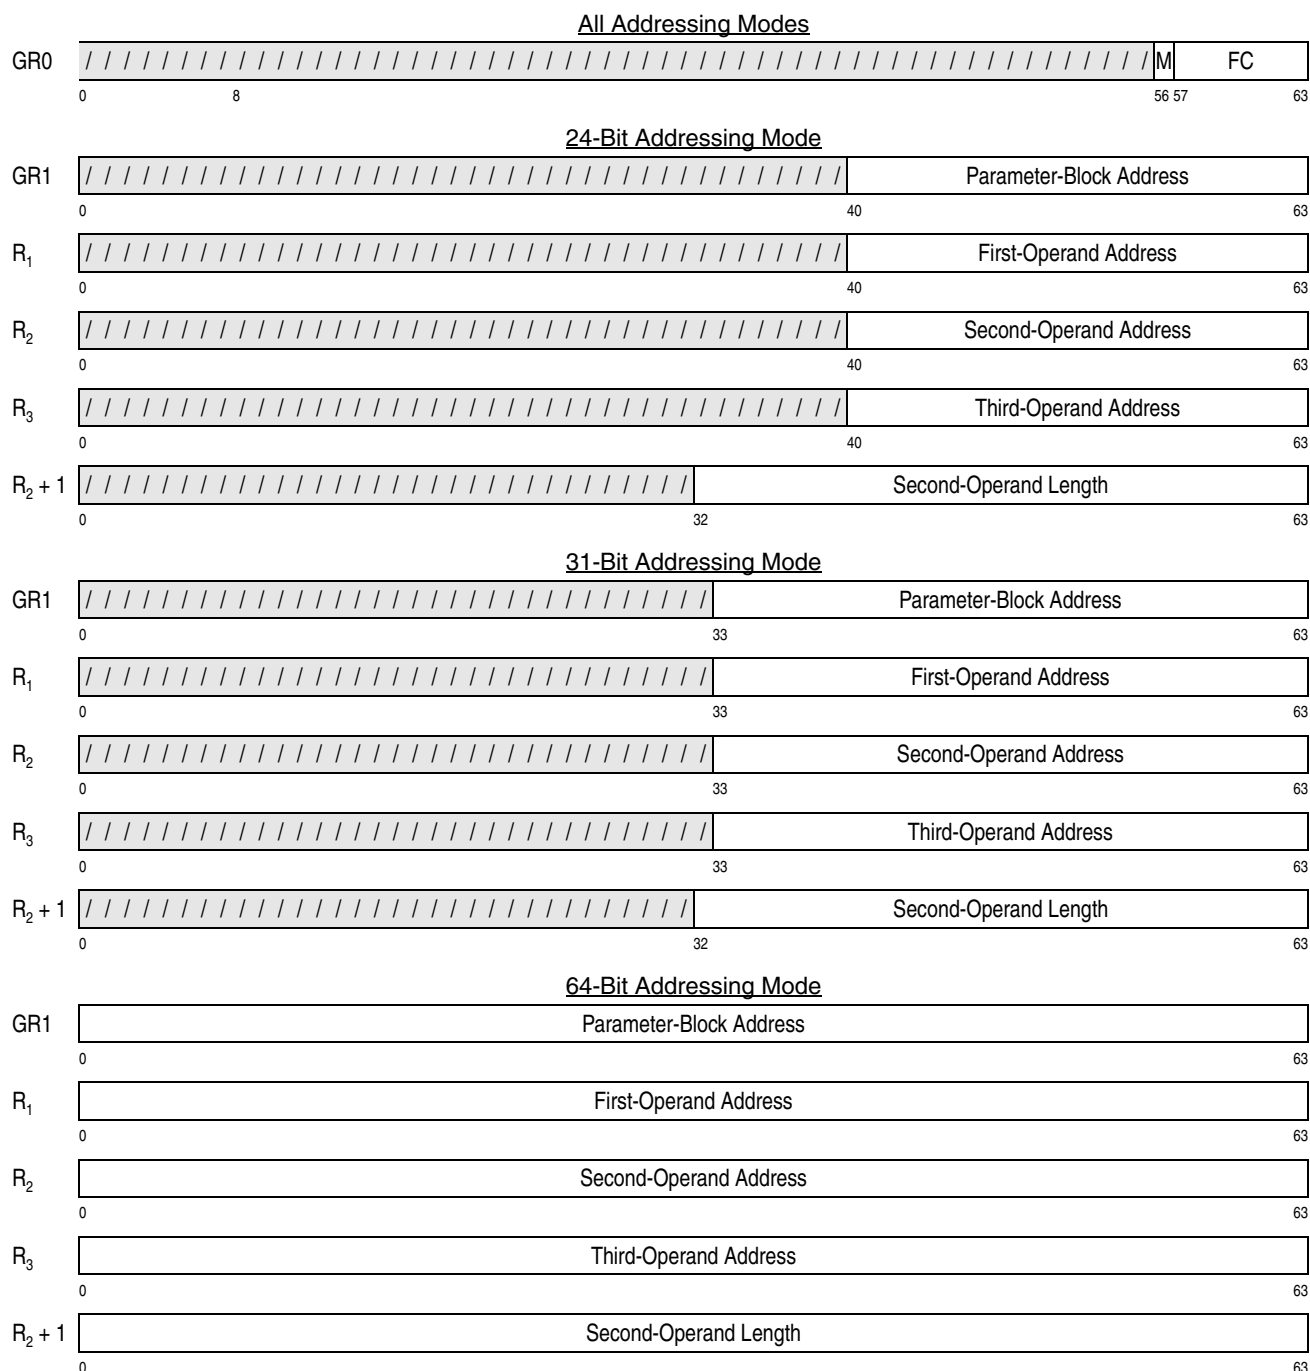 All Addressing Modes
GR0 / / / / / / / / / / / / / / / / / / / / / / / / / / / / / / / / / / / / / / / / / / / / / / / / / / / / / / / / M FC
0 8 56 57 63
24-Bit Addressing Mode
GR1 / / / / / / / / / / / / / / / / / / / / / / / / / / / / / / / / / / / / / / / / Parameter-Block Address
0 40 63
R1 / / / / / / / / / / / / / / / / / / / / / / / / / / / / / / / / / / / / / / / / First-Operand Address
0 40 63
R2 / / / / / / / / / / / / / / / / / / / / / / / / / / / / / / / / / / / / / / / / Second-Operand Address
0 40 63
R3 / / / / / / / / / / / / / / / / / / / / / / / / / / / / / / / / / / / / / / / / Third-Operand Address
0 40 63
R2 + 1 / / / / / / / / / / / / / / / / / / / / / / / / / / / / / / / / Second-Operand Length
0 32 63
31-Bit Addressing Mode
GR1 / / / / / / / / / / / / / / / / / / / / / / / / / / / / / / / / / Parameter-Block Address
0 33 63
R1 / / / / / / / / / / / / / / / / / / / / / / / / / / / / / / / / / First-Operand Address
0 33 63
R2 / / / / / / / / / / / / / / / / / / / / / / / / / / / / / / / / / Second-Operand Address
0 33 63
R3 / / / / / / / / / / / / / / / / / / / / / / / / / / / / / / / / / Third-Operand Address
0 33 63
R2 + 1 / / / / / / / / / / / / / / / / / / / / / / / / / / / / / / / / Second-Operand Length
0 32 63
64-Bit Addressing Mode
GR1 Parameter-Block Address
0 63
R1 First-Operand Address
0 63
R2 Second-Operand Address
0 63
R3 Third-Operand Address
0 63
R2 + 1 Second-Operand Length
0 63